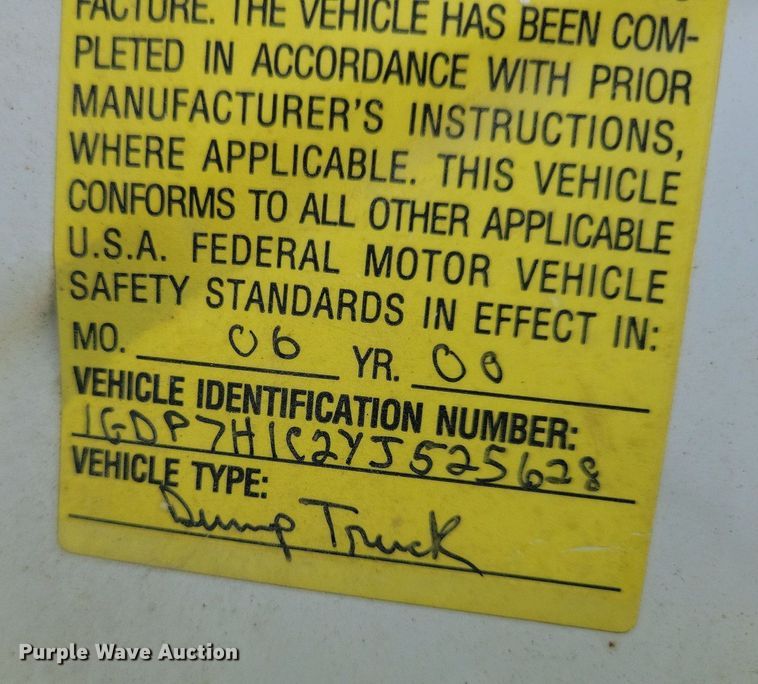 FACTURE. THE VEHICLE HAS BEEN COM-
PLETED IN ACCORDANCE WITH PRIOR
MANUFACTURER'S INSTRUCTIONS,
WHERE APPLICABLE. THIS VEHICLE
CONFORMS TO ALL OTHER APPLICABLE
U.S.A. FEDERAL MOTOR VEHICLE
SAFETY STANDARDS IN EFFECT IN:
MO. 06 YR. 00
VEHICLE IDENTIFICATION NUMBER:
1GDP7H1C2YJ525628
VEHICLE TYPE:
Dump Truck
Purple Wave Auction